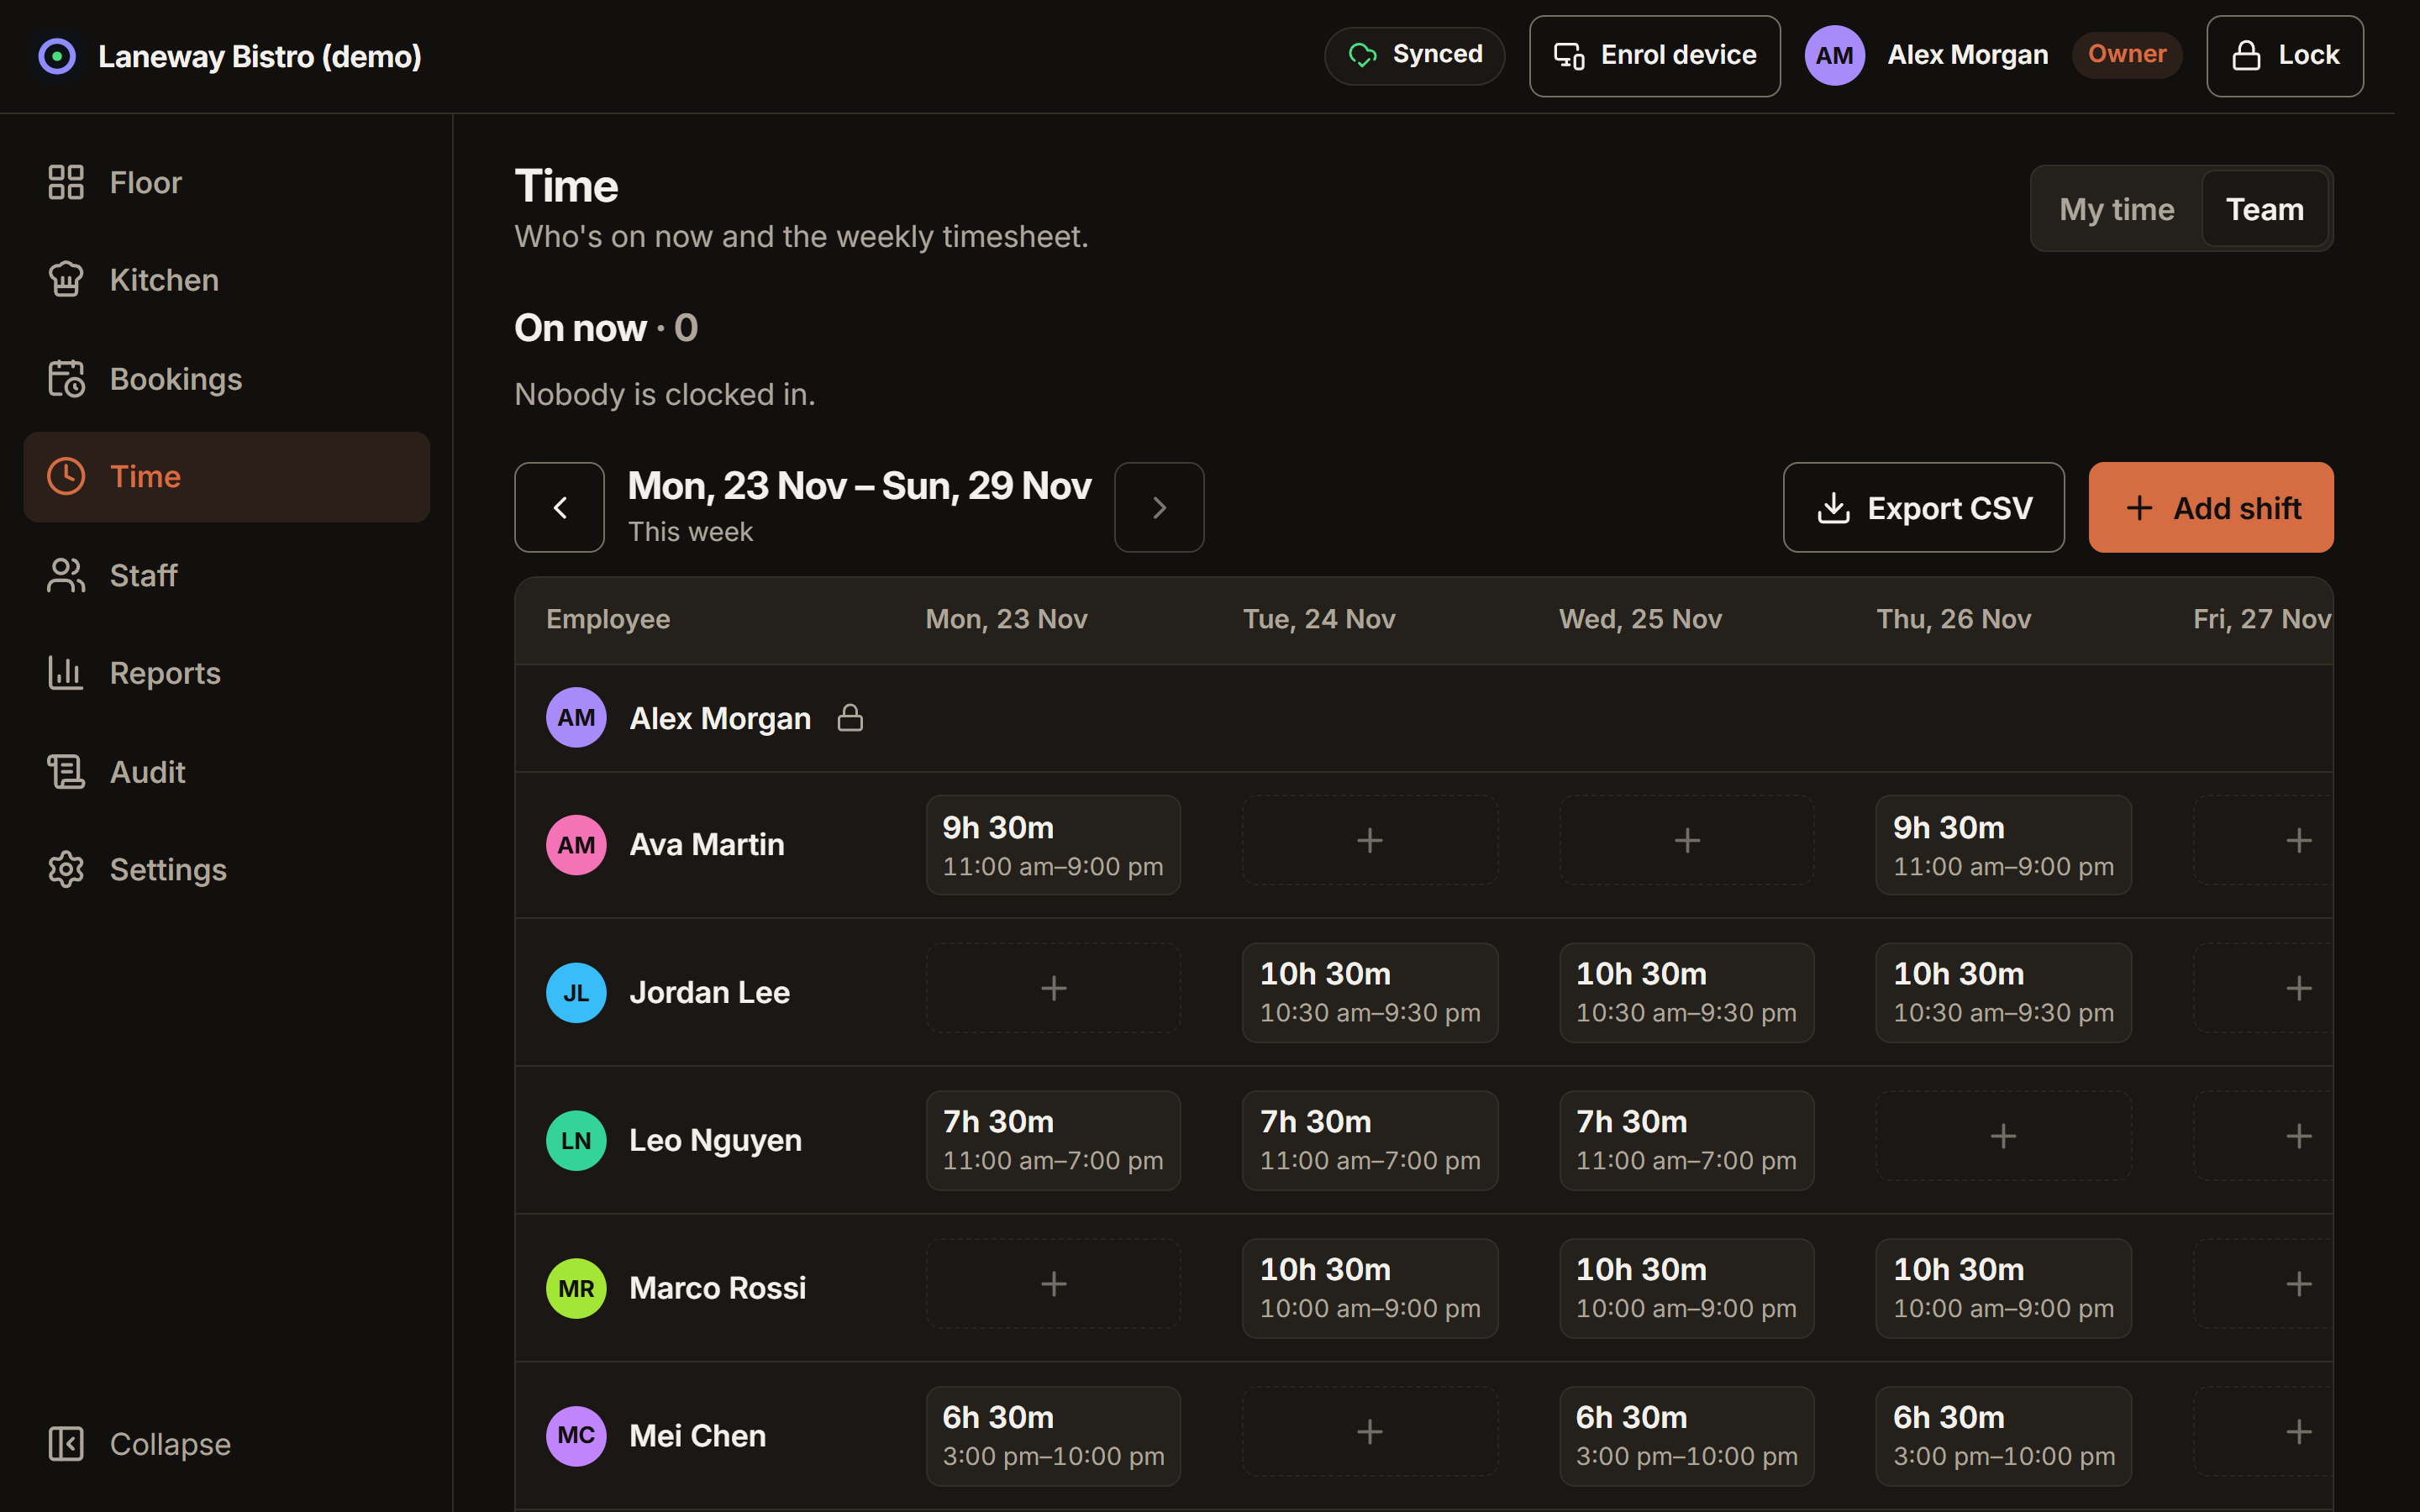 Laneway Bistro (demo)
Synced
Enrol device
AM
Alex Morgan
Owner
Lock
Floor
Kitchen
Bookings
Time
Staff
Reports
Audit
Settings
Collapse
Time
Who's on now and the weekly timesheet.
My time
Team
On now · 0
Nobody is clocked in.
Mon, 23 Nov – Sun, 29 Nov
This week
Export CSV
Add shift
Employee Mon, 23 Nov Tue, 24 Nov Wed, 25 Nov Thu, 26 Nov Fri, 27 Nov
AM Alex Morgan
AM Ava Martin
9h 30m
11:00 am–9:00 pm
9h 30m
11:00 am–9:00 pm
JL Jordan Lee
10h 30m
10:30 am–9:30 pm
10h 30m
10:30 am–9:30 pm
10h 30m
10:30 am–9:30 pm
LN Leo Nguyen
7h 30m
11:00 am–7:00 pm
7h 30m
11:00 am–7:00 pm
7h 30m
11:00 am–7:00 pm
MR Marco Rossi
10h 30m
10:00 am–9:00 pm
10h 30m
10:00 am–9:00 pm
10h 30m
10:00 am–9:00 pm
MC Mei Chen
6h 30m
3:00 pm–10:00 pm
6h 30m
3:00 pm–10:00 pm
6h 30m
3:00 pm–10:00 pm